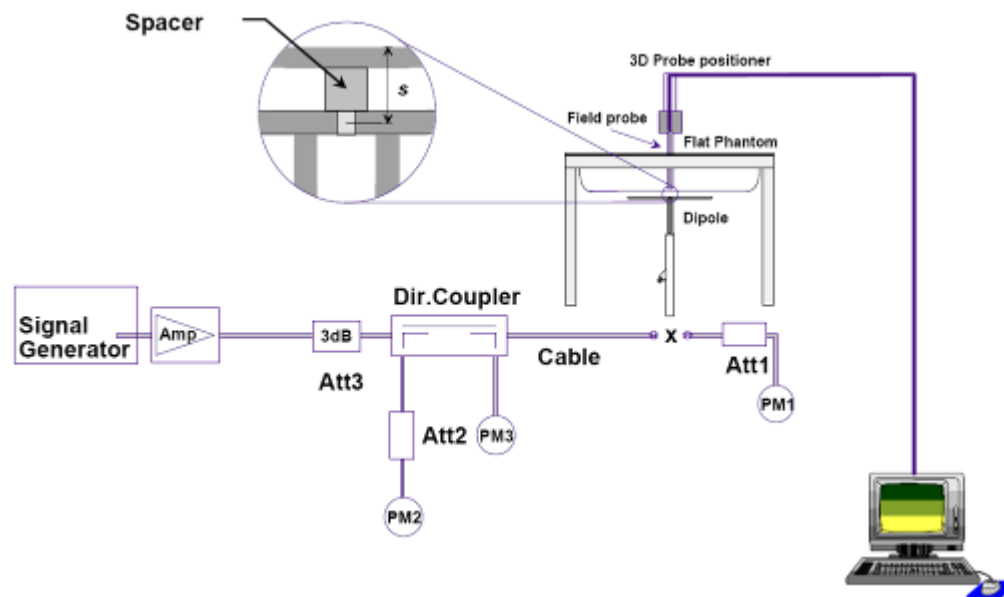 Spacer
s
3D Probe positioner
Field probe
Flat Phantom
Dipole
Dir.Coupler
Signal
Generator
Amp
3dB
Att3
Cable
x
Att1
PM1
Att2
PM3
PM2